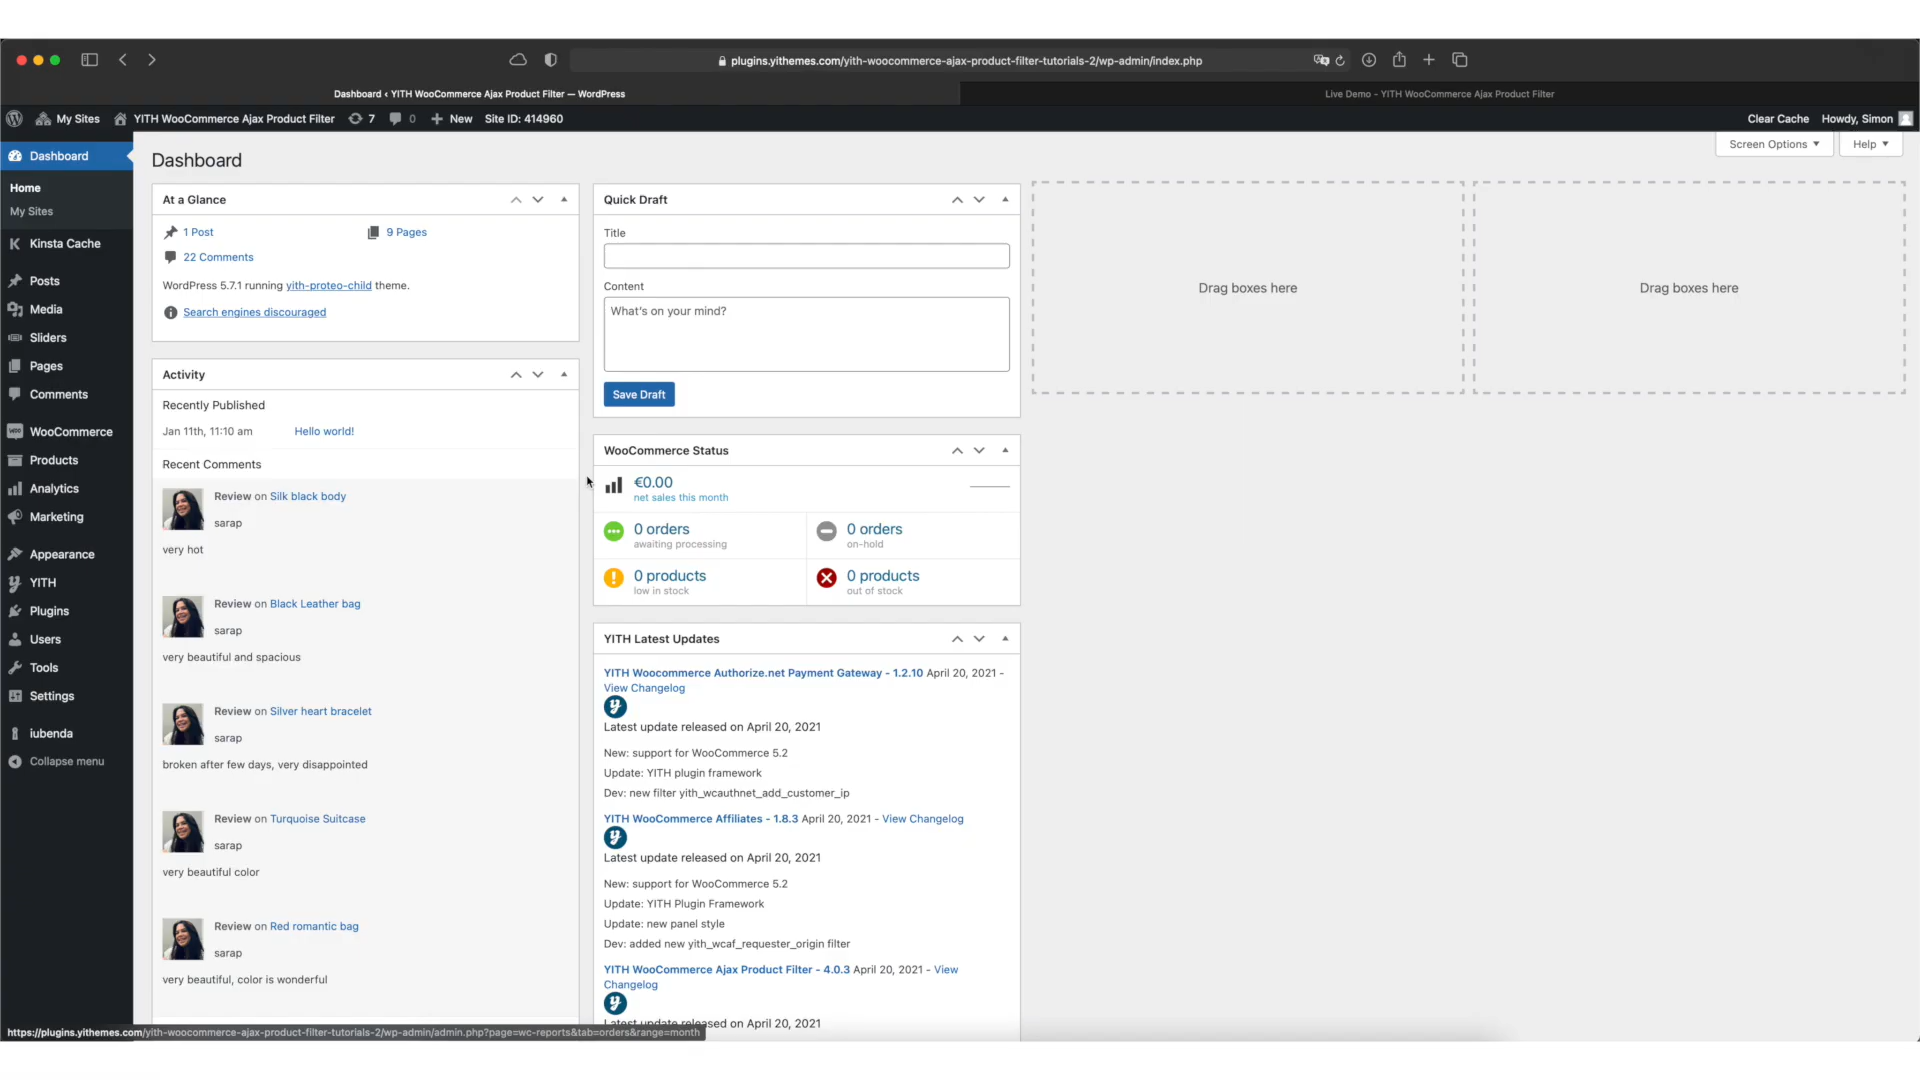 plugins.yithemes.com/yith-woocommerce-ajax-product-filter-tutorials-2/wp-admin/index.php
Dashboard ‹ YITH WooCommerce Ajax Product Filter — WordPress
Live Demo - YITH WooCommerce Ajax Product Filter
My Sites
YITH WooCommerce Ajax Product Filter
7
0
New
Site ID: 414960
Clear Cache
Howdy, Simon
Screen Options
Help
Dashboard
Home
My Sites
Kinsta Cache
Posts
Media
Sliders
Pages
Comments
WooCommerce
Products
Analytics
Marketing
Appearance
YITH
Plugins
Users
Tools
Settings
iubenda
Collapse menu
Dashboard
At a Glance
1 Post
9 Pages
22 Comments
WordPress 5.7.1 running yith-proteo-child theme.
Search engines discouraged
Activity
Recently Published
Jan 11th, 11:10 am
Hello world!
Recent Comments
Review on Silk black body
sarap
very hot
Review on Black Leather bag
sarap
very beautiful and spacious
Review on Silver heart bracelet
sarap
broken after few days, very disappointed
Review on Turquoise Suitcase
sarap
very beautiful color
Review on Red romantic bag
sarap
very beautiful, color is wonderful
Quick Draft
Title
Content
What's on your mind?
Save Draft
WooCommerce Status
€0.00
net sales this month
0 orders
awaiting processing
0 orders
on-hold
0 products
low in stock
0 products
out of stock
YITH Latest Updates
YITH Woocommerce Authorize.net Payment Gateway - 1.2.10 April 20, 2021 -
View Changelog
Latest update released on April 20, 2021
New: support for WooCommerce 5.2
Update: YITH plugin framework
Dev: new filter yith_wcauthnet_add_customer_ip
YITH WooCommerce Affiliates - 1.8.3 April 20, 2021 - View Changelog
Latest update released on April 20, 2021
New: support for WooCommerce 5.2
Update: YITH Plugin Framework
Update: new panel style
Dev: added new yith_wcaf_requester_origin filter
YITH WooCommerce Ajax Product Filter - 4.0.3 April 20, 2021 - View
Changelog
Latest update released on April 20, 2021
Drag boxes here
Drag boxes here
https://plugins.yithemes.com/yith-woocommerce-ajax-product-filter-tutorials-2/wp-admin/admin.php?page=wc-reports&tab=orders&range=month